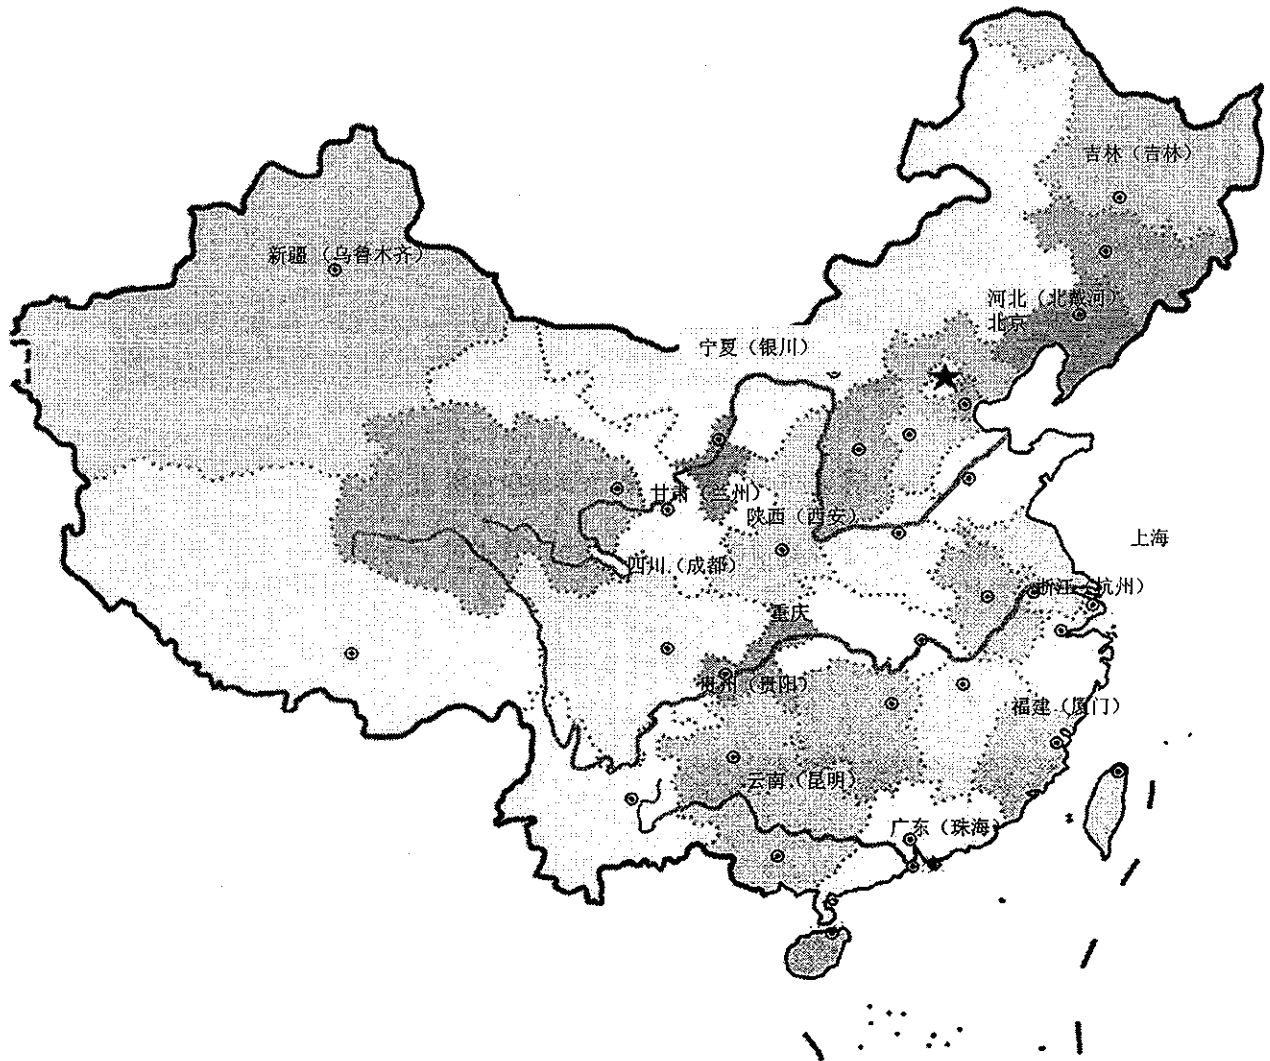 吉林（吉林）
新疆（乌鲁木齐）
河北（北戴河）
北京
宁夏（银川）
甘肃（兰州）
陕西（西安）
上海
四川（成都）
浙江（杭州）
重庆
贵州（贵阳）
福建（厦门）
云南（昆明）
广东（珠海）